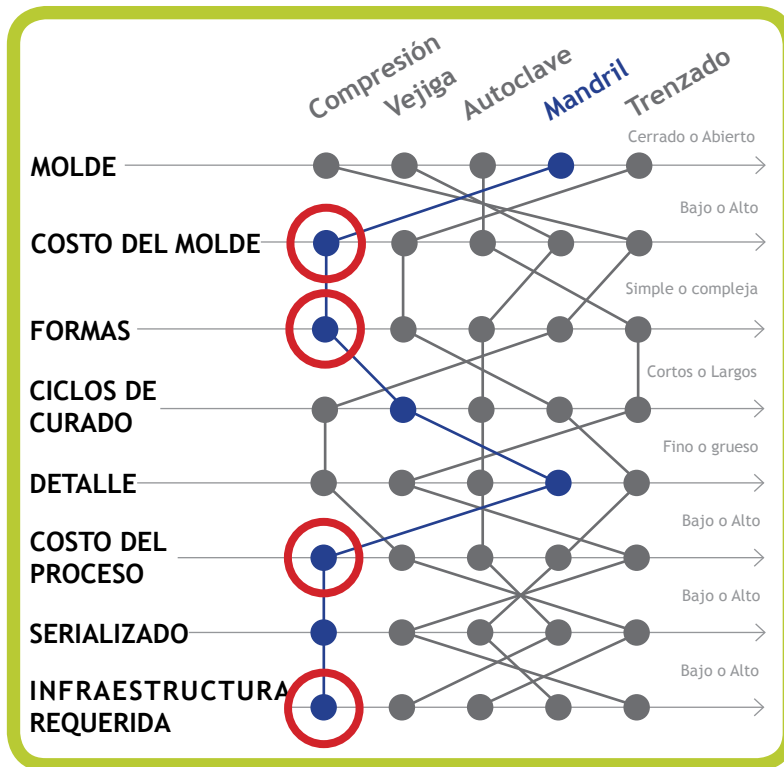 Compresión
Vejiga
Autoclave
Mandril
Trenzado
Cerrado o Abierto
MOLDE
Bajo o Alto
COSTO DEL MOLDE
Simple o compleja
FORMAS
Cortos o Largos
CICLOS DE
CURADO
Fino o grueso
DETALLE
Bajo o Alto
COSTO DEL
PROCESO
Bajo o Alto
SERIALIZADO
Bajo o Alto
INFRAESTRUCTURA
REQUERIDA